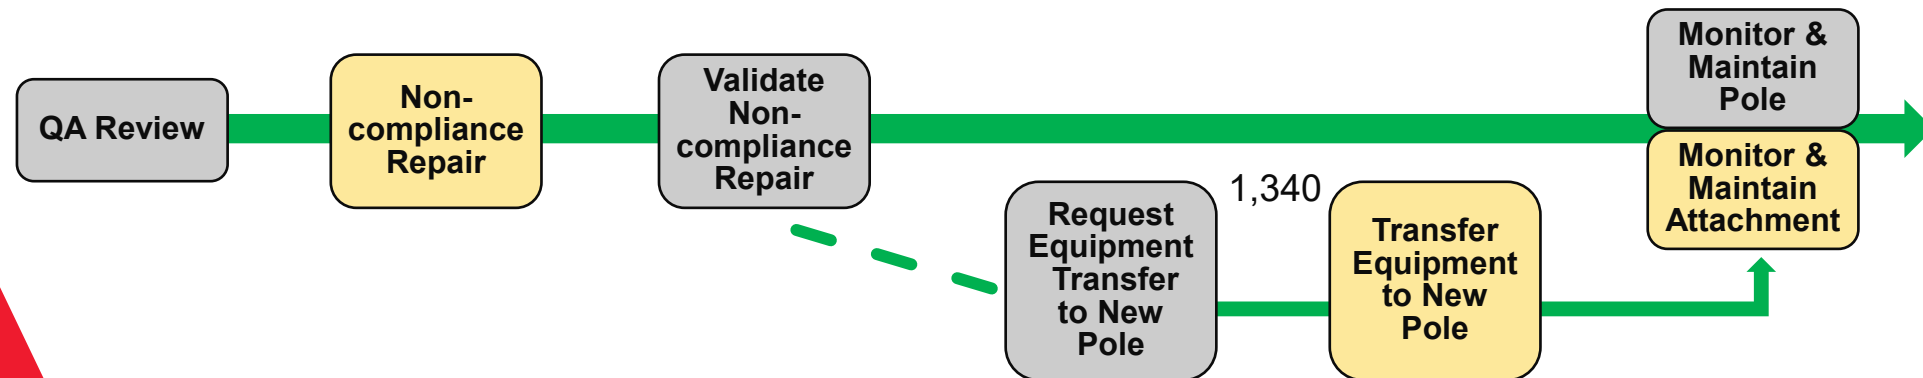 QA Review
Non-
compliance
Repair
Validate
Non-
compliance
Repair
Request
Equipment
Transfer
to New
Pole
1,340
Transfer
Equipment
to New
Pole
Monitor &
Maintain
Pole
Monitor &
Maintain
Attachment